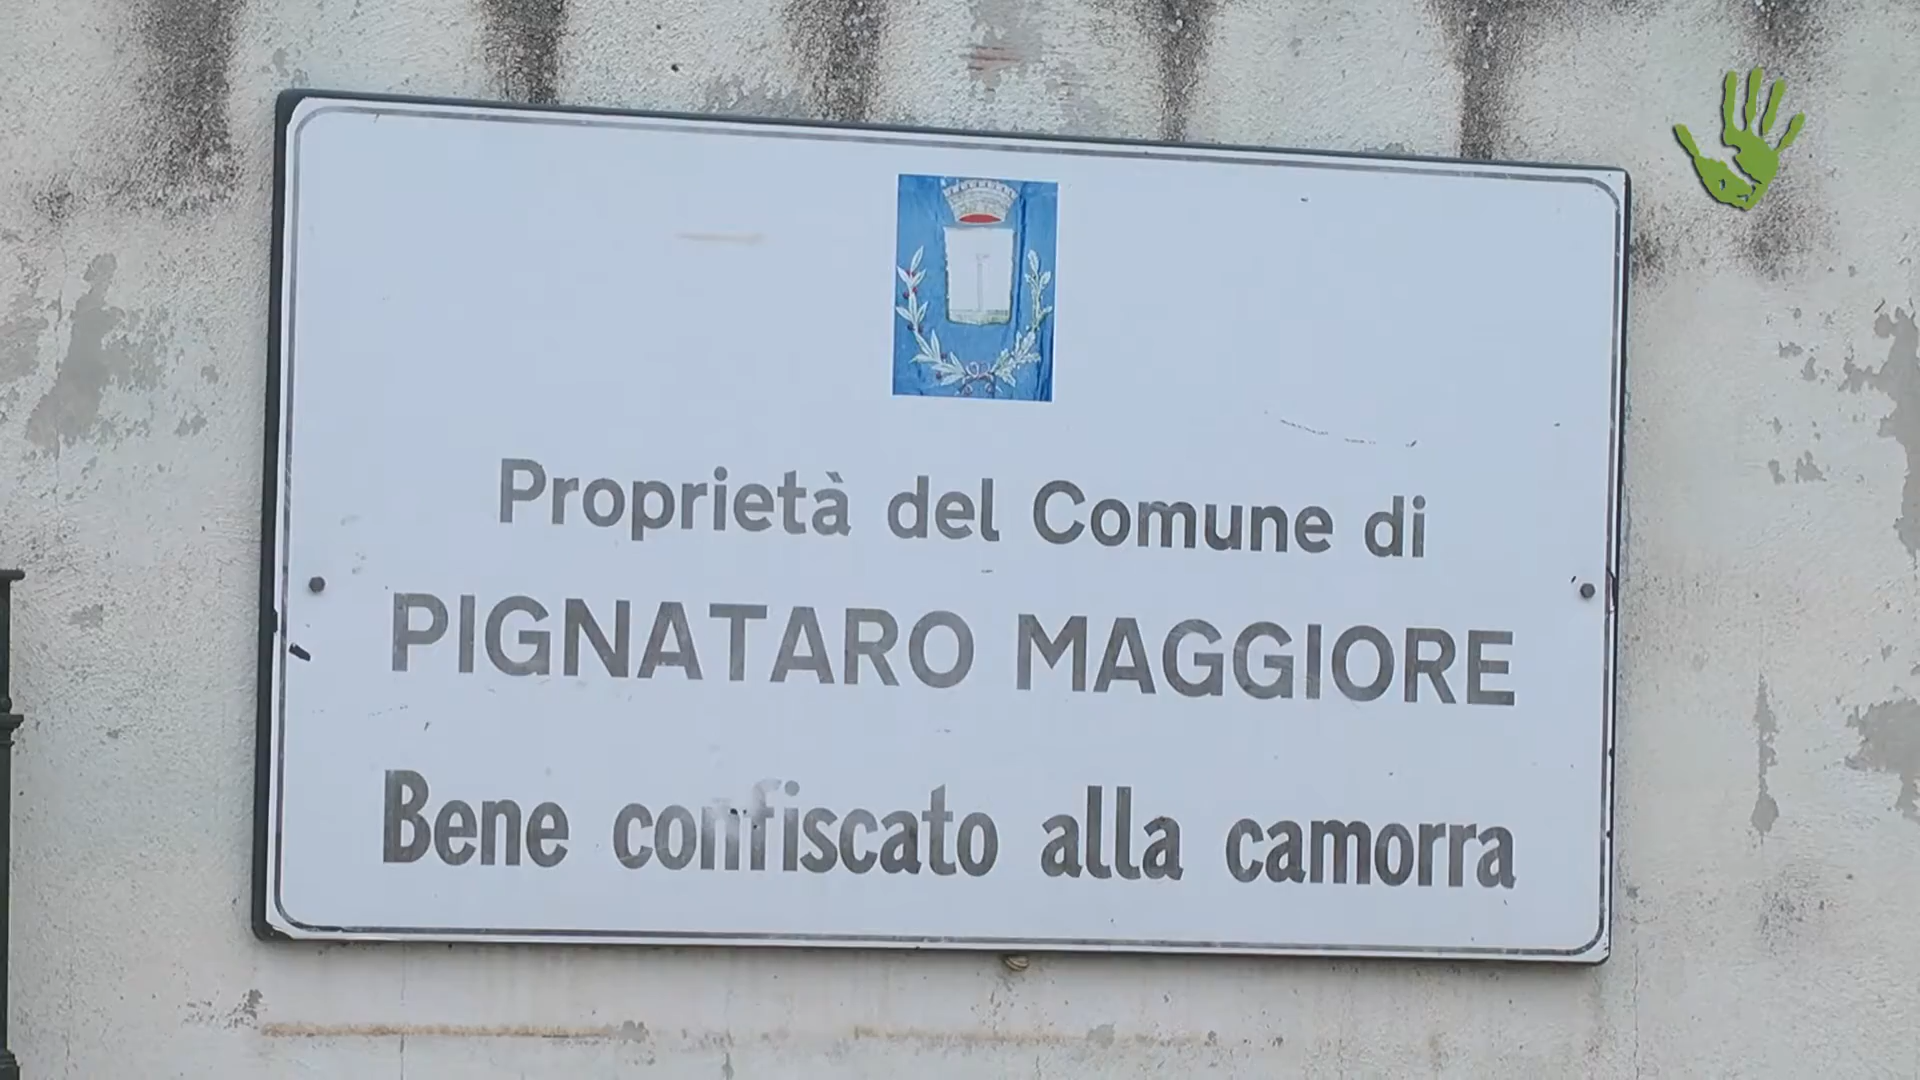 Proprietà del Comune di
PIGNATARO MAGGIORE
Bene confiscato alla camorra